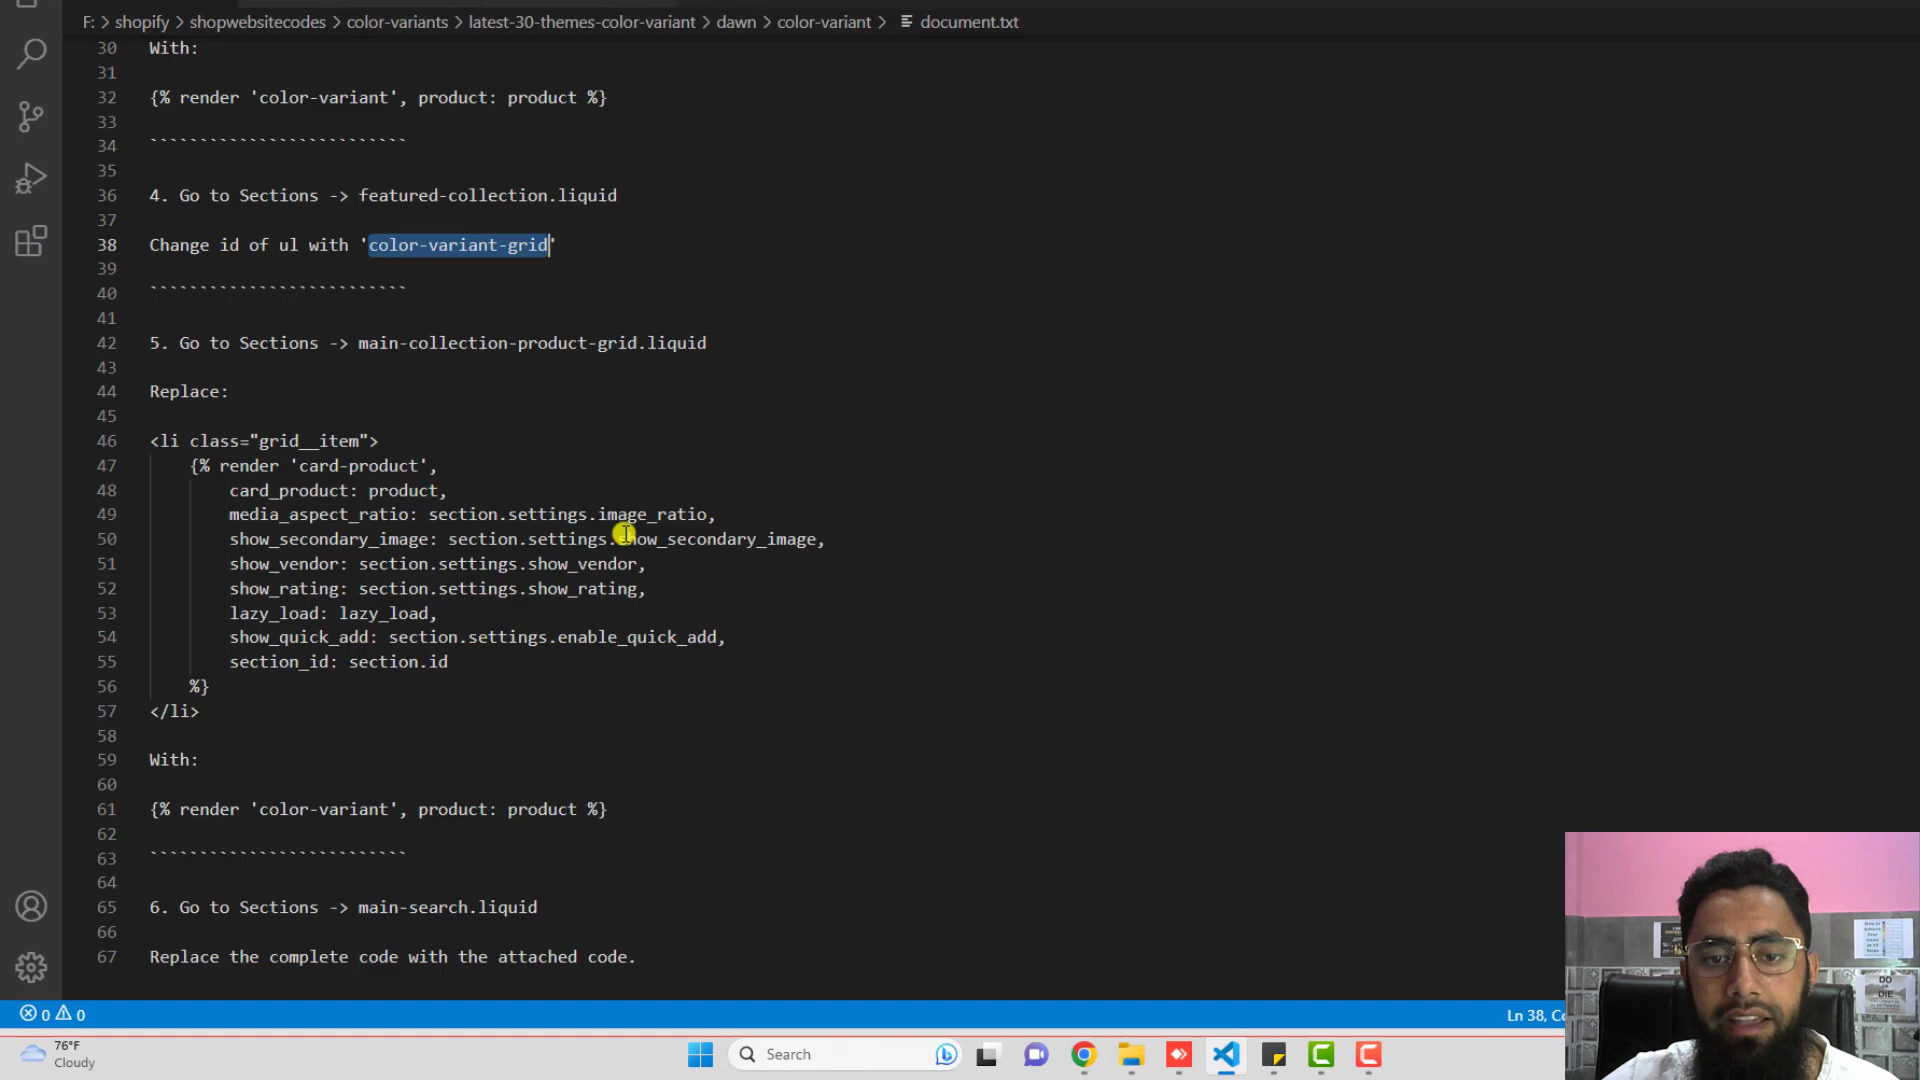 F: > shopify > shopwebsitecodes > color-variants > latest-30-themes-color-variant > dawn > color-variant > document.txt
30 With:
31
32 {% render 'color-variant', product: product %}
33
34 ``````````````````````````
35
36 4. Go to Sections -> featured-collection.liquid
37
38 Change id of ul with 'color-variant-grid'
39
40 ``````````````````````````
41
42 5. Go to Sections -> main-collection-product-grid.liquid
43
44 Replace:
45
46 <li class="grid__item">
47 {% render 'card-product',
48 card_product: product,
49 media_aspect_ratio: section.settings.image_ratio,
50 show_secondary_image: section.settings.show_secondary_image,
51 show_vendor: section.settings.show_vendor,
52 show_rating: section.settings.show_rating,
53 lazy_load: lazy_load,
54 show_quick_add: section.settings.enable_quick_add,
55 section_id: section.id
56 %}
57 </li>
58
59 With:
60
61 {% render 'color-variant', product: product %}
62
63 ``````````````````````````
64
65 6. Go to Sections -> main-search.liquid
66
67 Replace the complete code with the attached code.
0 0
Ln 38, Co
76°F
Cloudy
Search
DO
OR
DIE